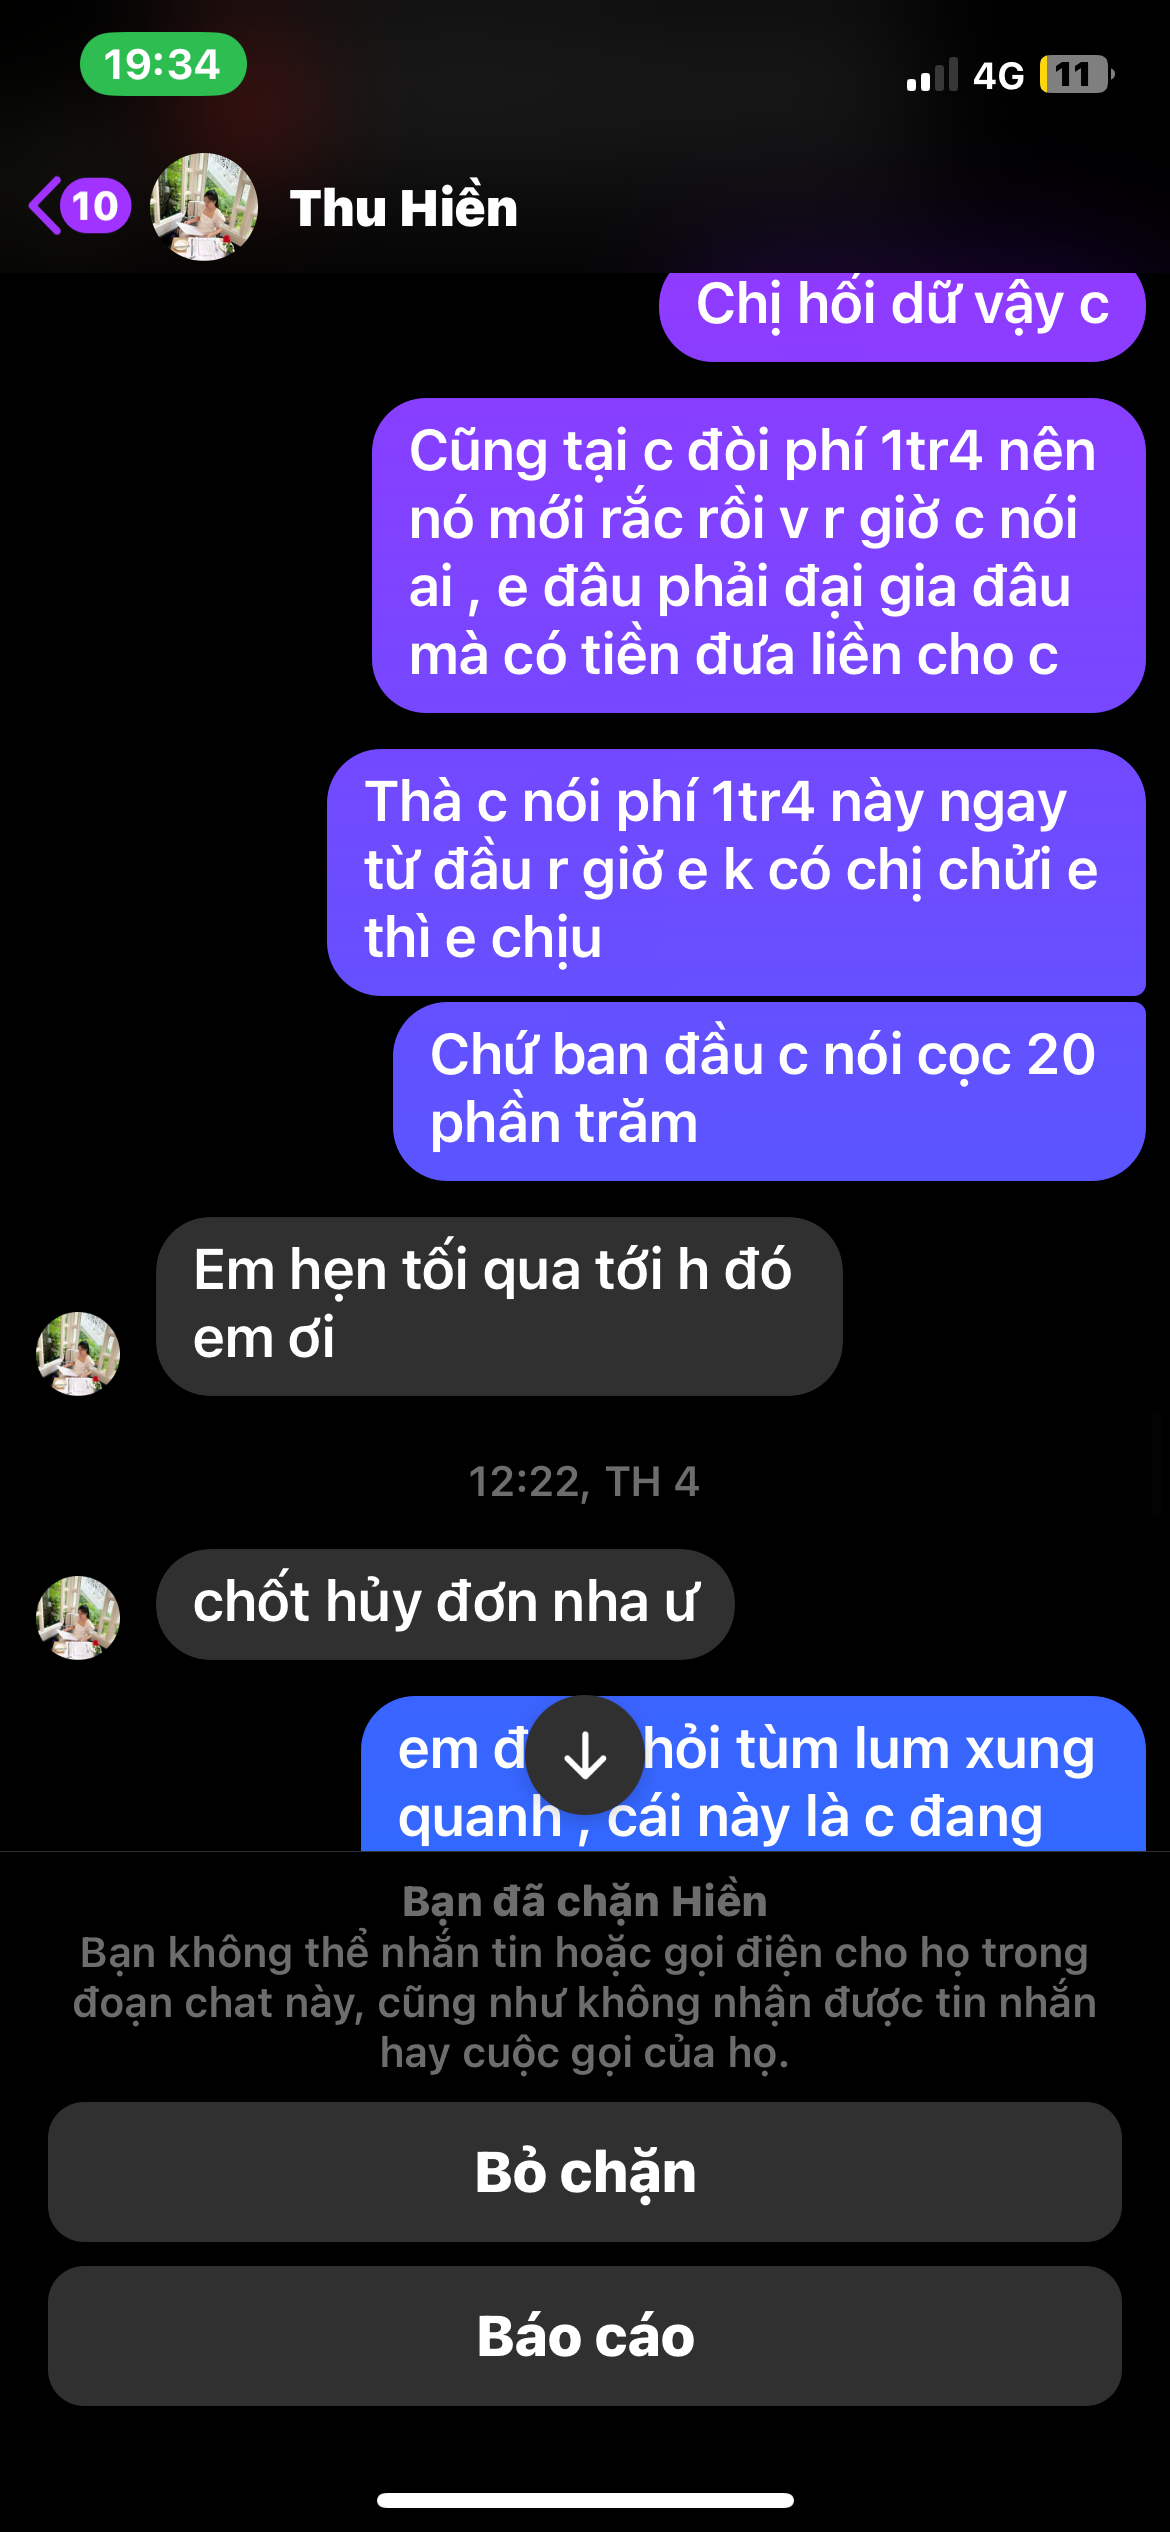 19:34
4G 11
10 Thu Hiền
Chị hối dữ vậy c
Cũng tại c đòi phí 1tr4 nên
nó mới rắc rồi v r giờ c nói
ai , e đâu phải đại gia đâu
mà có tiền đưa liền cho c
Thà c nói phí 1tr4 này ngay
từ đầu r giờ e k có chị chửi e
thì e chịu
Chứ ban đầu c nói cọc 20
phần trăm
Em hẹn tối qua tới h đó
em ơi
12:22, TH 4
chốt hủy đơn nha ư
em hỏi tùm lum xung
quanh , cái này là c đang
Bạn đã chặn Hiền
Bạn không thể nhắn tin hoặc gọi điện cho họ trong
đoạn chat này, cũng như không nhận được tin nhắn
hay cuộc gọi của họ.
Bỏ chặn
Báo cáo